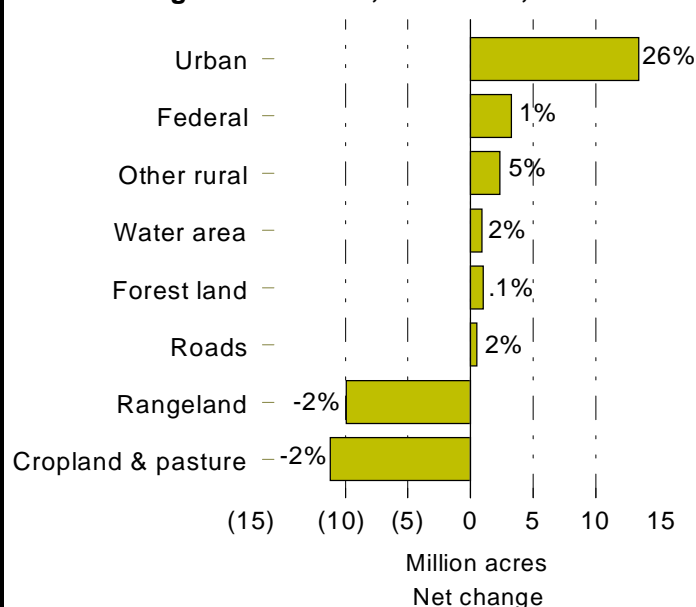 Urban 26%
Federal 1%
Other rural 5%
Water area 2%
Forest land .1%
Roads 2%
Rangeland -2%
Cropland & pasture -2%
(15) (10) (5) 0 5 10 15
Million acres
Net change